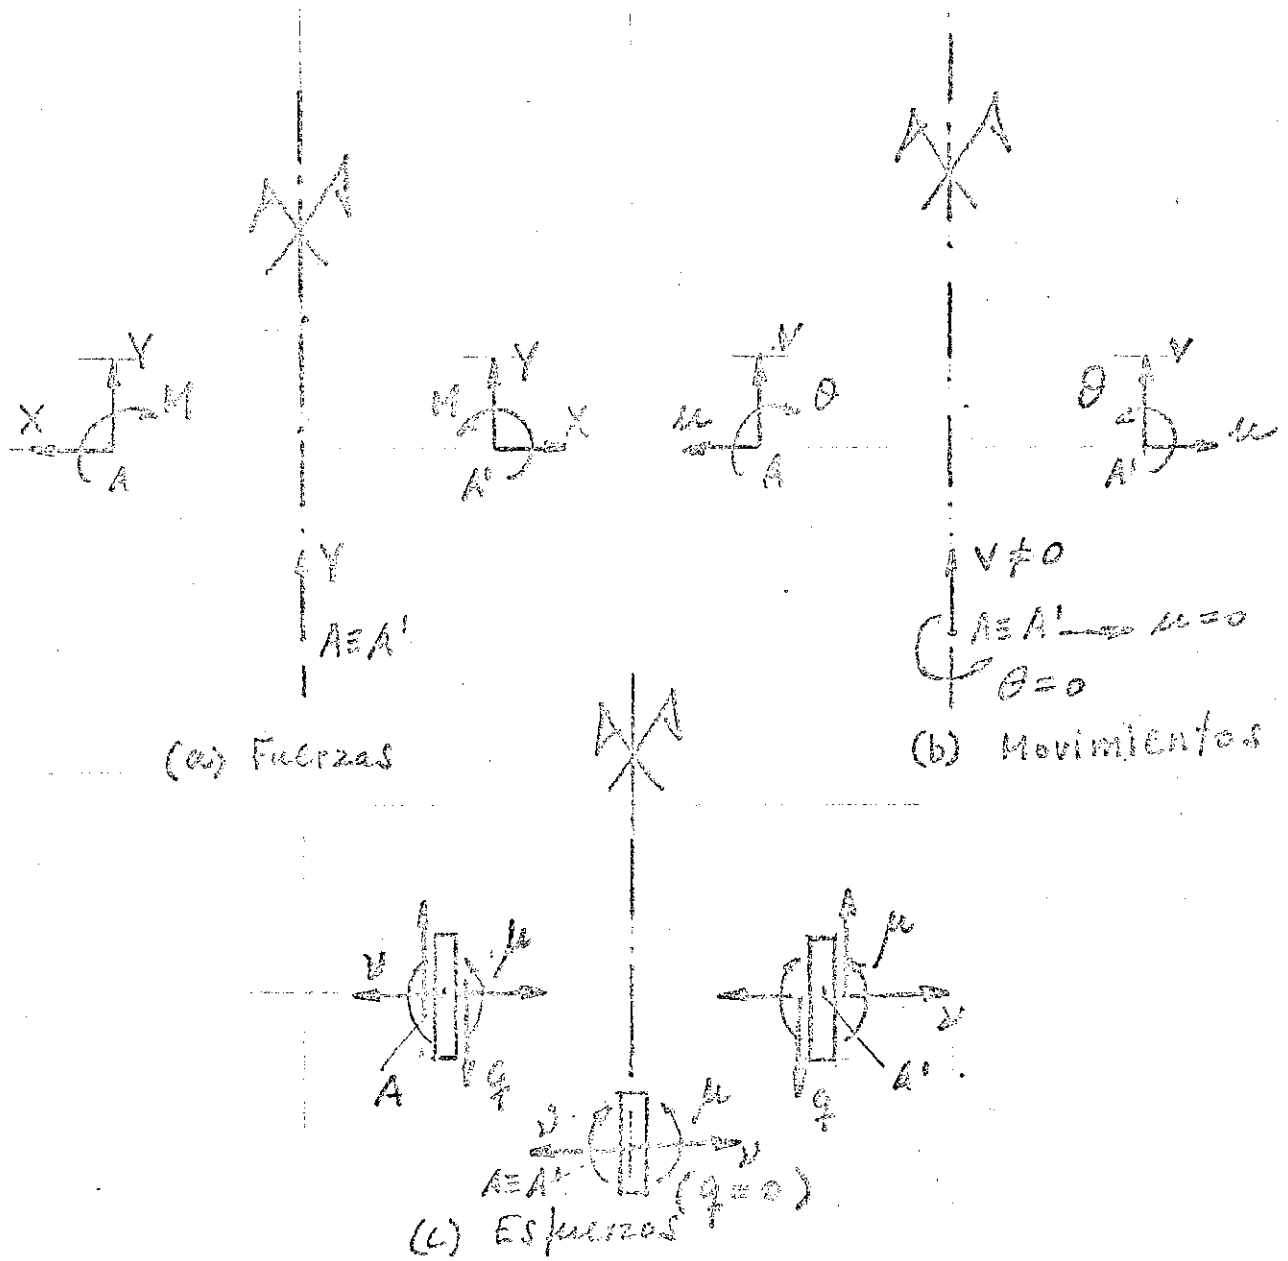 Y
M
X
A
M
Y
X
A'
Y
A≡A'
(a) Fuerzas
v
θ
u
A
θ
v
u
A'
v≠0
A≡A' u=0
θ=0
(b) Movimientos
ν
μ
A
q
μ
ν
A'
q
ν
μ
ν
A≡A'
(q=0)
(c) Esfuerzos